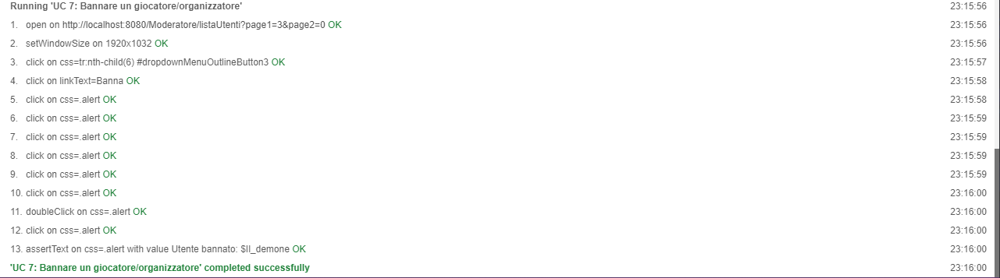 Running 'UC 7: Bannare un giocatore/organizzatore' 23:15:56
1. open on http://localhost:8080/Moderatore/listaUtenti?page1=3&page2=0 OK 23:15:56
2. setWindowSize on 1920x1032 OK 23:15:56
3. click on css=tr:nth-child(6) #dropdownMenuOutlineButton3 OK 23:15:57
4. click on linkText=Banna OK 23:15:58
5. click on css=.alert OK 23:15:58
6. click on css=.alert OK 23:15:59
7. click on css=.alert OK 23:15:59
8. click on css=.alert OK 23:15:59
9. click on css=.alert OK 23:15:59
10. click on css=.alert OK 23:16:00
11. doubleClick on css=.alert OK 23:16:00
12. click on css=.alert OK 23:16:00
13. assertText on css=.alert with value Utente bannato: $Il_demone OK 23:16:00
'UC 7: Bannare un giocatore/organizzatore' completed successfully 23:16:00